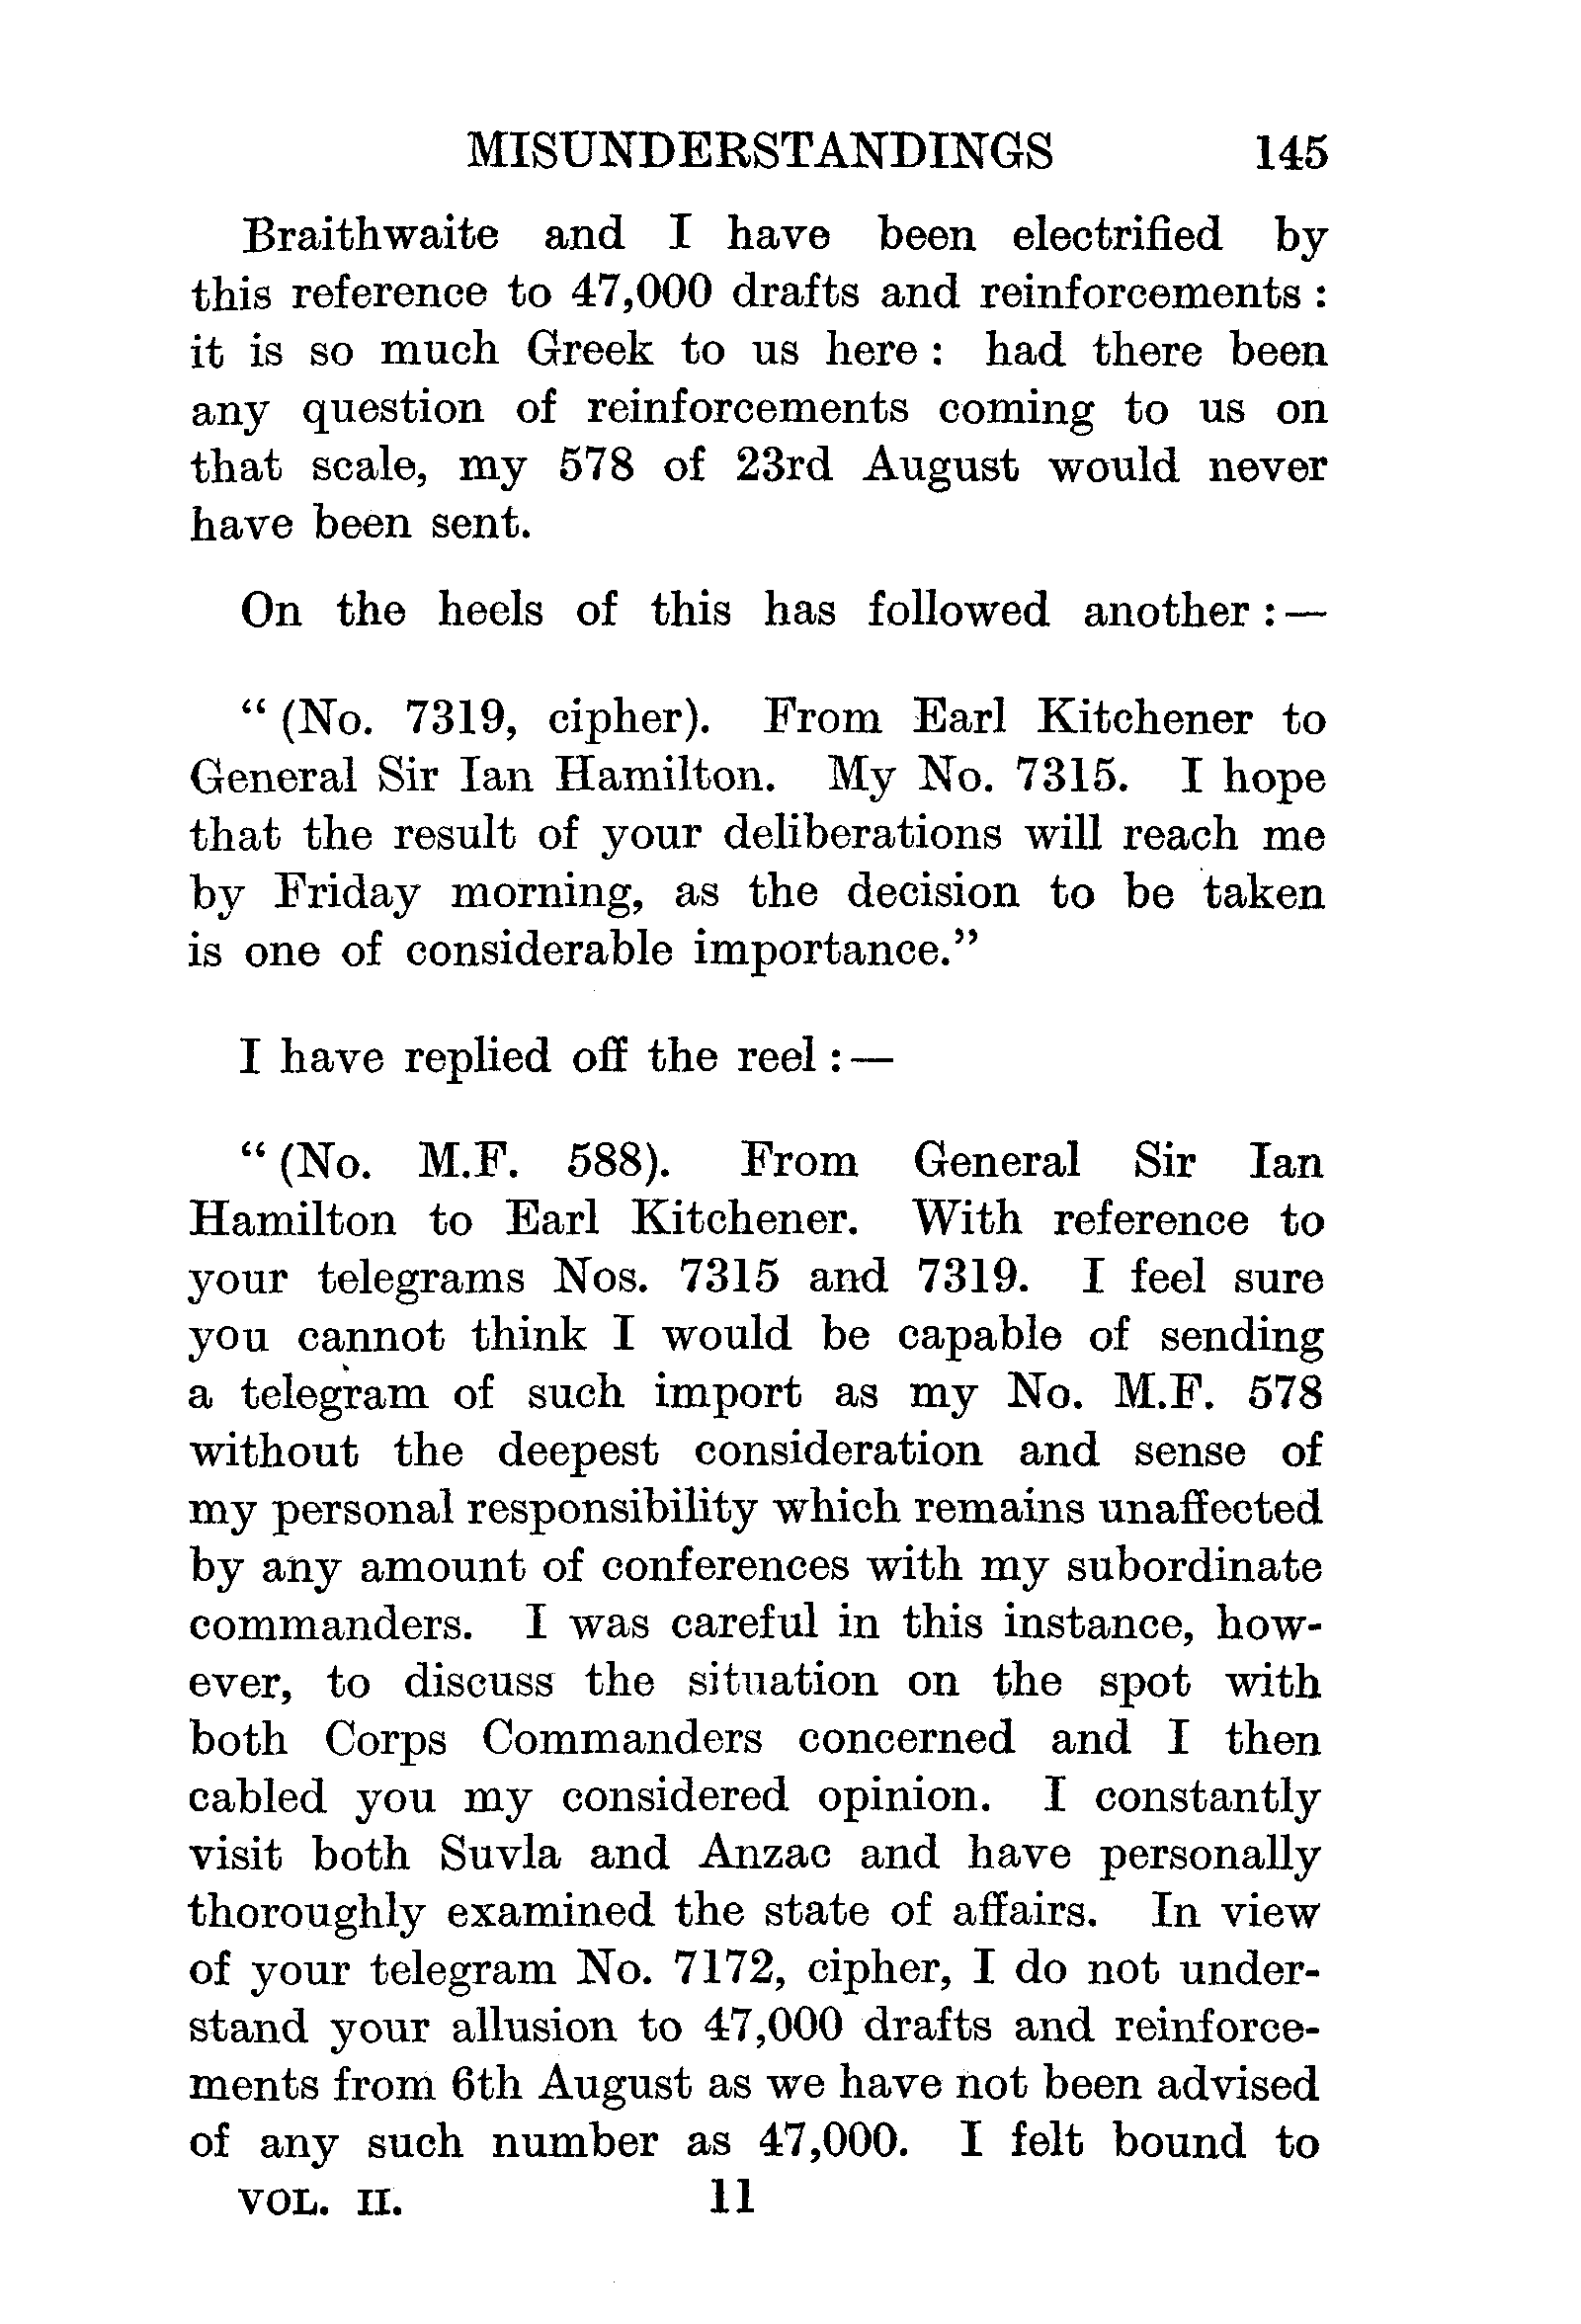 MISUNDERSTANDINGS 145
Braithwaite and I have been electrified by
this reference to 47,000 drafts and reinforcements :
it is so much Greek to us here : had there been
any question of reinforcements coming to us on
that scale, my 578 of 23rd August would never
have been sent.
On the heels of this has followed another : —
“ (No. 7319, cipher). From Earl Kitchener to
General Sir Ian Hamilton. My No. 7315. I hope
that the result of your deliberations will reach me
by Friday morning, as the decision to be taken
is one of considerable importance.”
I have replied off the reel : —
“ (No. M.F. 588). From General Sir Ian
Hamilton to Earl Kitchener. With reference to
your telegrams Nos. 7315 and 7319. I feel sure
you cannot think I would be capable of sending
a telegram of such import as my No. M.F. 578
without the deepest consideration and sense of
my personal responsibility which remains unaffected
by any amount of conferences with my subordinate
commanders. I was careful in this instance, how-
ever, to discuss the situation on the spot with
both Corps Commanders concerned and I then
cabled you my considered opinion. I constantly
visit both Suvla and Anzac and have personally
thoroughly examined the state of affairs. In view
of your telegram No. 7172, cipher, I do not under-
stand your allusion to 47,000 drafts and reinforce-
ments from 6th August as we have not been advised
of any such number as 47,000. I felt bound to
VOL. II. 11